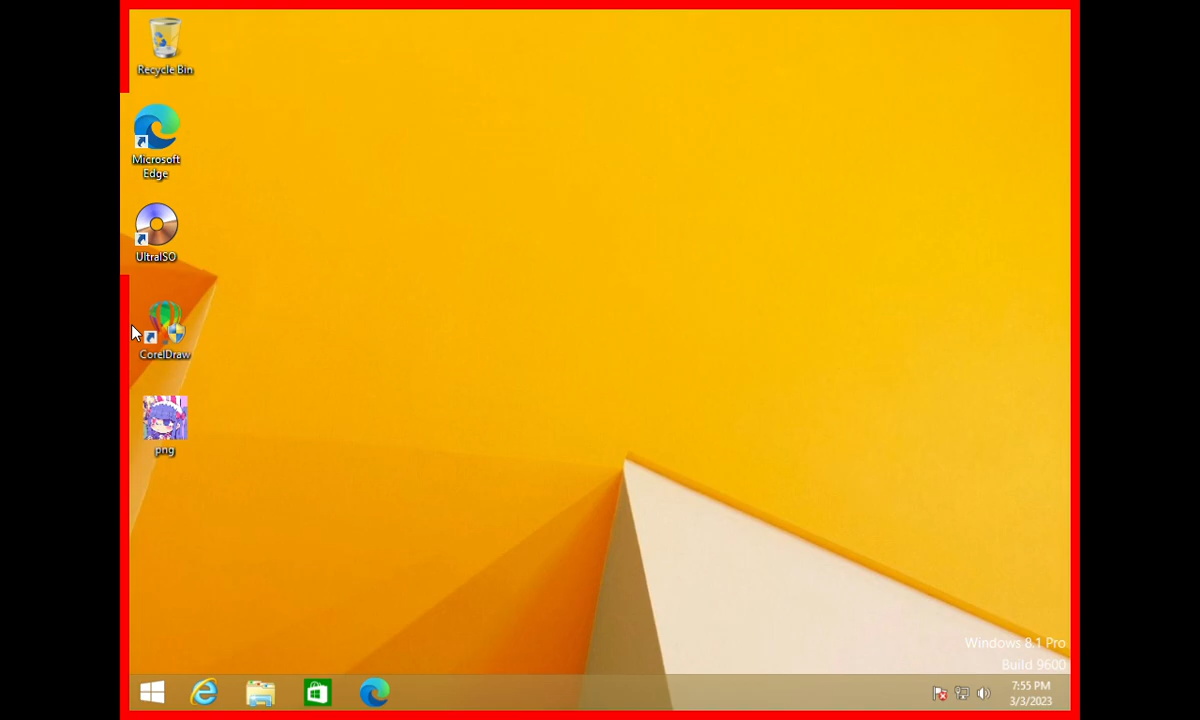 Recycle Bin
Microsoft
Edge
UltraISO
CorelDraw
png
Windows 8.1 Pro
Build 9600
7:55 PM
3/3/2023